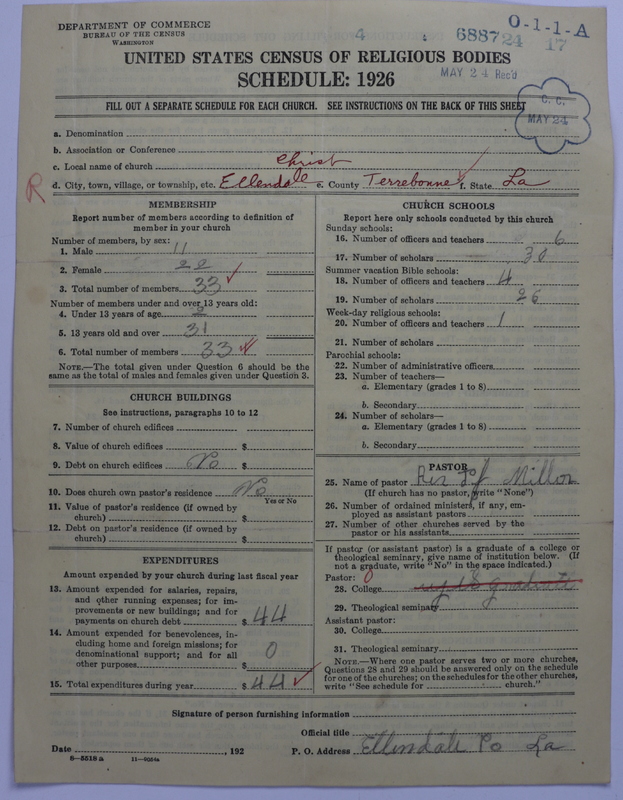 DEPARTMENT OF COMMERCE
BUREAU OF THE CENSUS
WASHINGTON
4
68872417
O-1-1-A
UNITED STATES CENSUS OF RELIGIOUS BODIES
SCHEDULE: 1926
MAY 24 Rec'd
FILL OUT A SEPARATE SCHEDULE FOR EACH CHURCH. SEE INSTRUCTIONS ON THE BACK OF THIS SHEET
C. C.
MAY 24
a. Denomination
b. Association or Conference
c. Local name of church Christ
R
d. City, town, village, or township, etc. Ellendale e. County Terrebonne f. State La
MEMBERSHIP
Report number of members according to definition of member in your church
Number of members, by sex:
1. Male 11
2. Female 22
3. Total number of members 33
Number of members under and over 13 years old:
4. Under 13 years of age 2
5. 13 years old and over 31
6. Total number of members 33
NOTE.—The total given under Question 6 should be the
same as the total of males and females given under Question 3.
CHURCH BUILDINGS
See instructions, paragraphs 10 to 12
7. Number of church edifices
8. Value of church edifices $
9. Debt on church edifices No $
10. Does church own pastor's residence No
Yes or No
11. Value of pastor's residence (if owned by
church) $
12. Debt on pastor's residence (if owned by
church) $
EXPENDITURES
Amount expended by your church during last fiscal year
13. Amount expended for salaries, repairs,
and other running expenses; for im-
provements or new buildings; and for
payments on church debt $ 44
14. Amount expended for benevolences, in-
cluding home and foreign missions; for
denominational support; and for all
other purposes $ 0
15. Total expenditures during year $ 44
CHURCH SCHOOLS
Report here only schools conducted by this church
Sunday schools:
16. Number of officers and teachers 6
17. Number of scholars 30
Summer vacation Bible schools:
18. Number of officers and teachers 4
19. Number of scholars 26
Week-day religious schools:
20. Number of officers and teachers 1
21. Number of scholars
Parochial schools:
22. Number of administrative officers
23. Number of teachers—
a. Elementary (grades 1 to 8)
b. Secondary
24. Number of scholars—
a. Elementary (grades 1 to 8)
b. Secondary
PASTOR
25. Name of pastor Rev
(If church has no pastor, write "None")
26. Number of ordained ministers, if any, em-
ployed as assistant pastors
27. Number of other churches served by the
pastor or his assistants
If pastor (or assistant pastor) is a graduate of a college or
theological seminary, give name of institution below. (If
not a graduate, write "No" in the space indicated.)
Pastor: 0
28. College graduate
29. Theological seminary
Assistant pastor:
30. College
31. Theological seminary
NOTE.—Where one pastor serves two or more churches,
Questions 28 and 29 should be answered only on the schedule
for one of the churches; on the schedules for the other churches,
write "See schedule for church."
Signature of person furnishing information
Official title
Date , 192
P. O. Address Ellendale Po La
8—5518 a 11—9054a